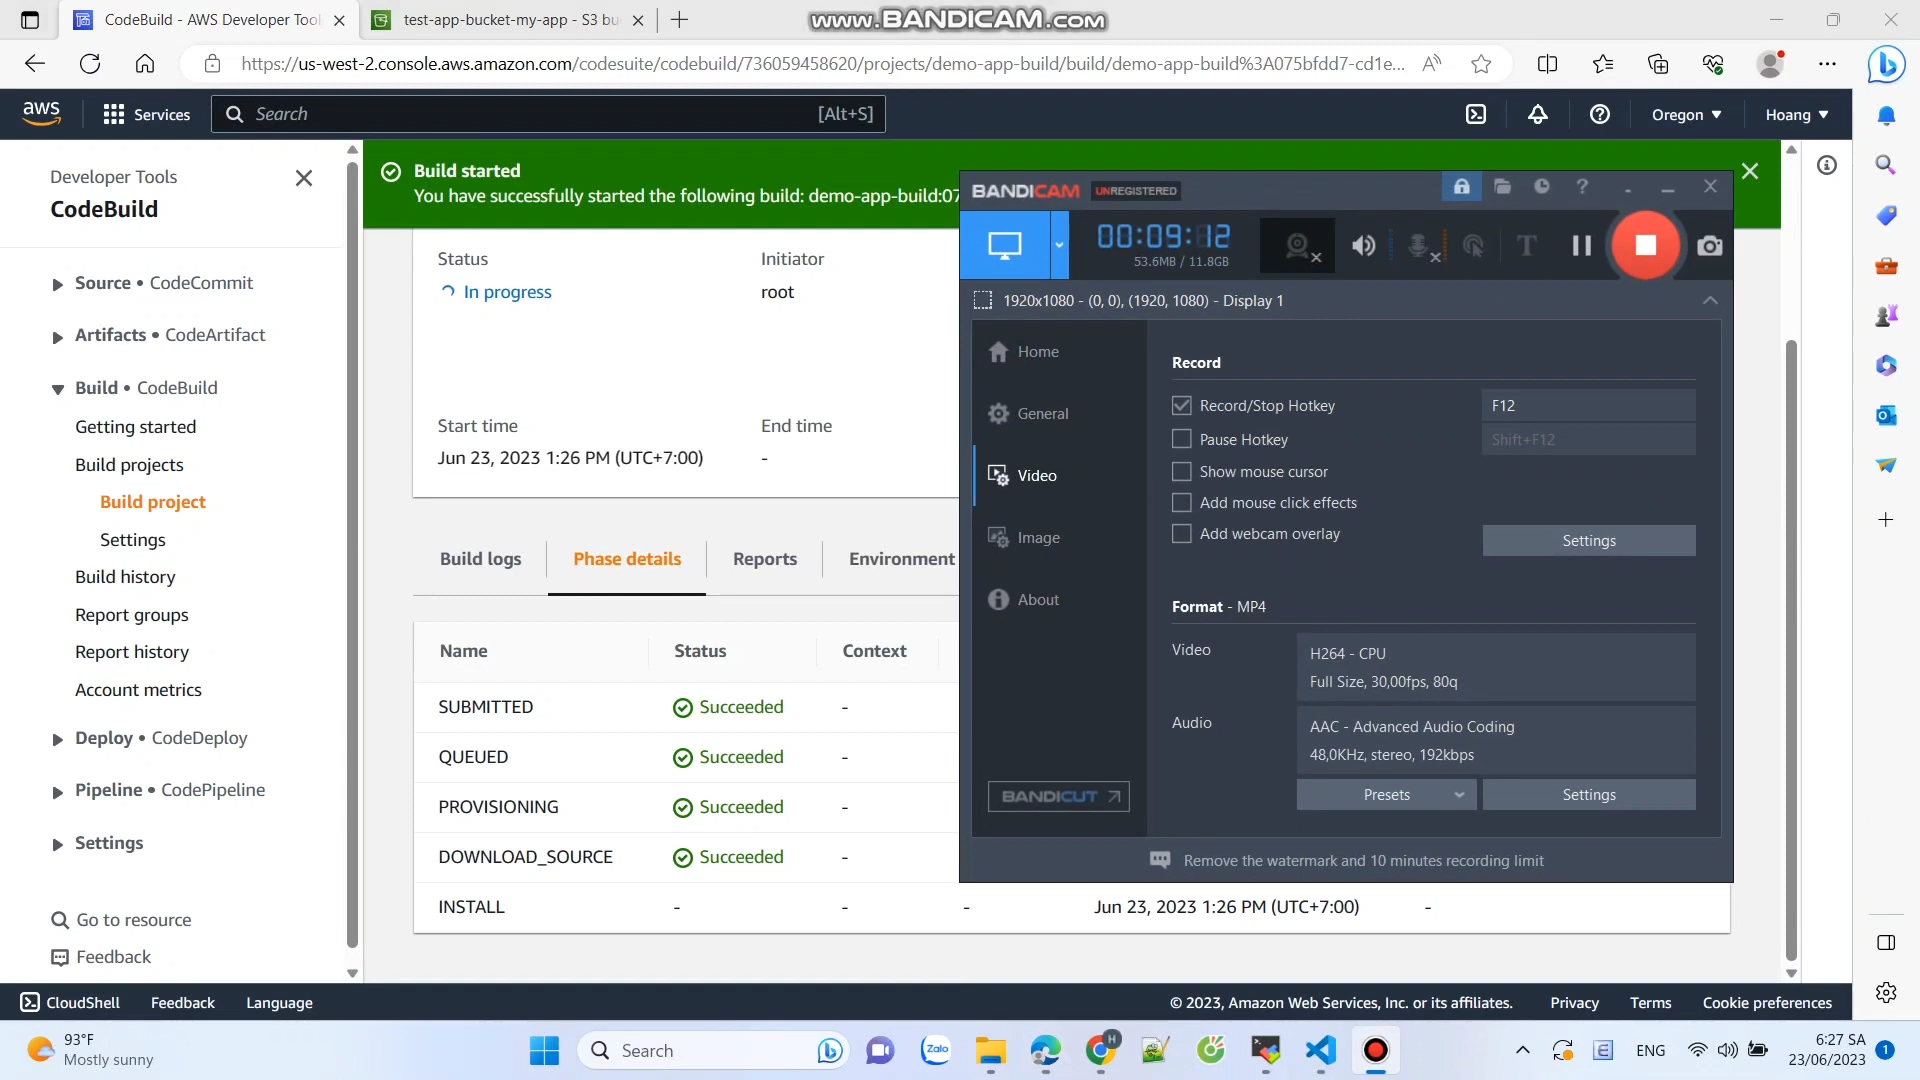 CodeBuild - AWS Developer Tool
test-app-bucket-my-app - S3 bu
www.BANDICAM.com
https://us-west-2.console.aws.amazon.com/codesuite/codebuild/736059458620/projects/demo-app-build/build/demo-app-build%3A075bfdd7-cd1e...
aws
Services
Search
[Alt+S]
Oregon
Hoang
Developer Tools
CodeBuild
Source • CodeCommit
Artifacts • CodeArtifact
Build • CodeBuild
Getting started
Build projects
Build project
Settings
Build history
Report groups
Report history
Account metrics
Deploy • CodeDeploy
Pipeline • CodePipeline
Settings
Go to resource
Feedback
Build started
You have successfully started the following build: demo-app-build:07
Status
In progress
Initiator
root
Start time
Jun 23, 2023 1:26 PM (UTC+7:00)
End time
-
Build logs
Phase details
Reports
Environment
Name Status Context
SUBMITTED Succeeded -
QUEUED Succeeded -
PROVISIONING Succeeded -
DOWNLOAD_SOURCE Succeeded -
INSTALL - - - Jun 23, 2023 1:26 PM (UTC+7:00) -
BANDICAM UNREGISTERED
00:09:12
53.6MB / 11.8GB
1920x1080 - (0, 0), (1920, 1080) - Display 1
Home
General
Video
Image
About
BANDICUT
Record
Record/Stop Hotkey F12
Pause Hotkey Shift+F12
Show mouse cursor
Add mouse click effects
Add webcam overlay
Settings
Format - MP4
Video
H264 - CPU
Full Size, 30,00fps, 80q
Audio
AAC - Advanced Audio Coding
48,0KHz, stereo, 192kbps
Presets
Settings
Remove the watermark and 10 minutes recording limit
CloudShell
Feedback
Language
© 2023, Amazon Web Services, Inc. or its affiliates.
Privacy
Terms
Cookie preferences
93°F
Mostly sunny
Search
Zalo
H
ENG
6:27 SA
23/06/2023
1